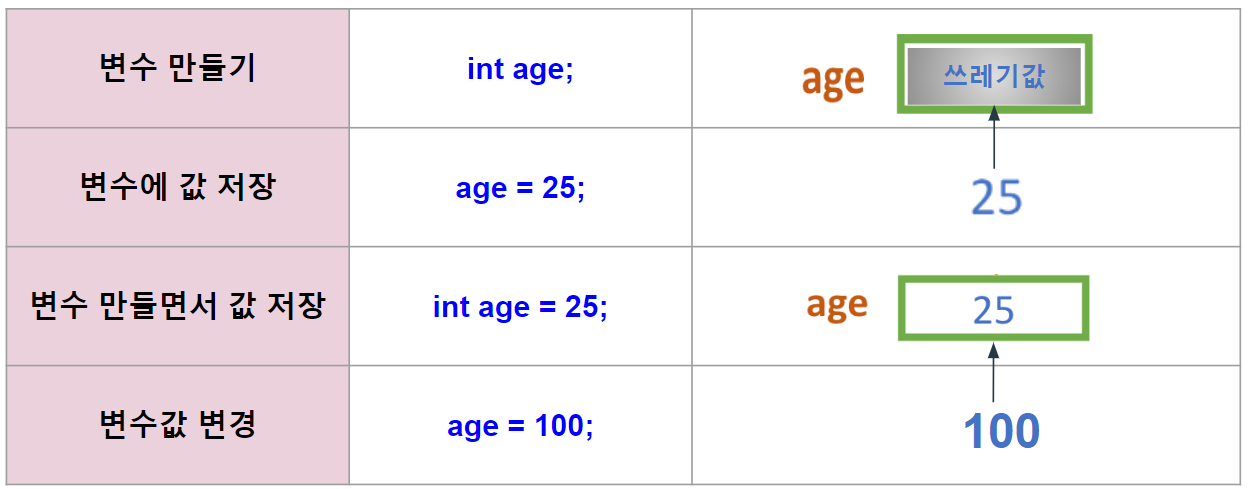 변수 만들기
int age;
age
쓰레기값
변수에 값 저장
age = 25;
25
변수 만들면서 값 저장
int age = 25;
age
25
변수값 변경
age = 100;
100